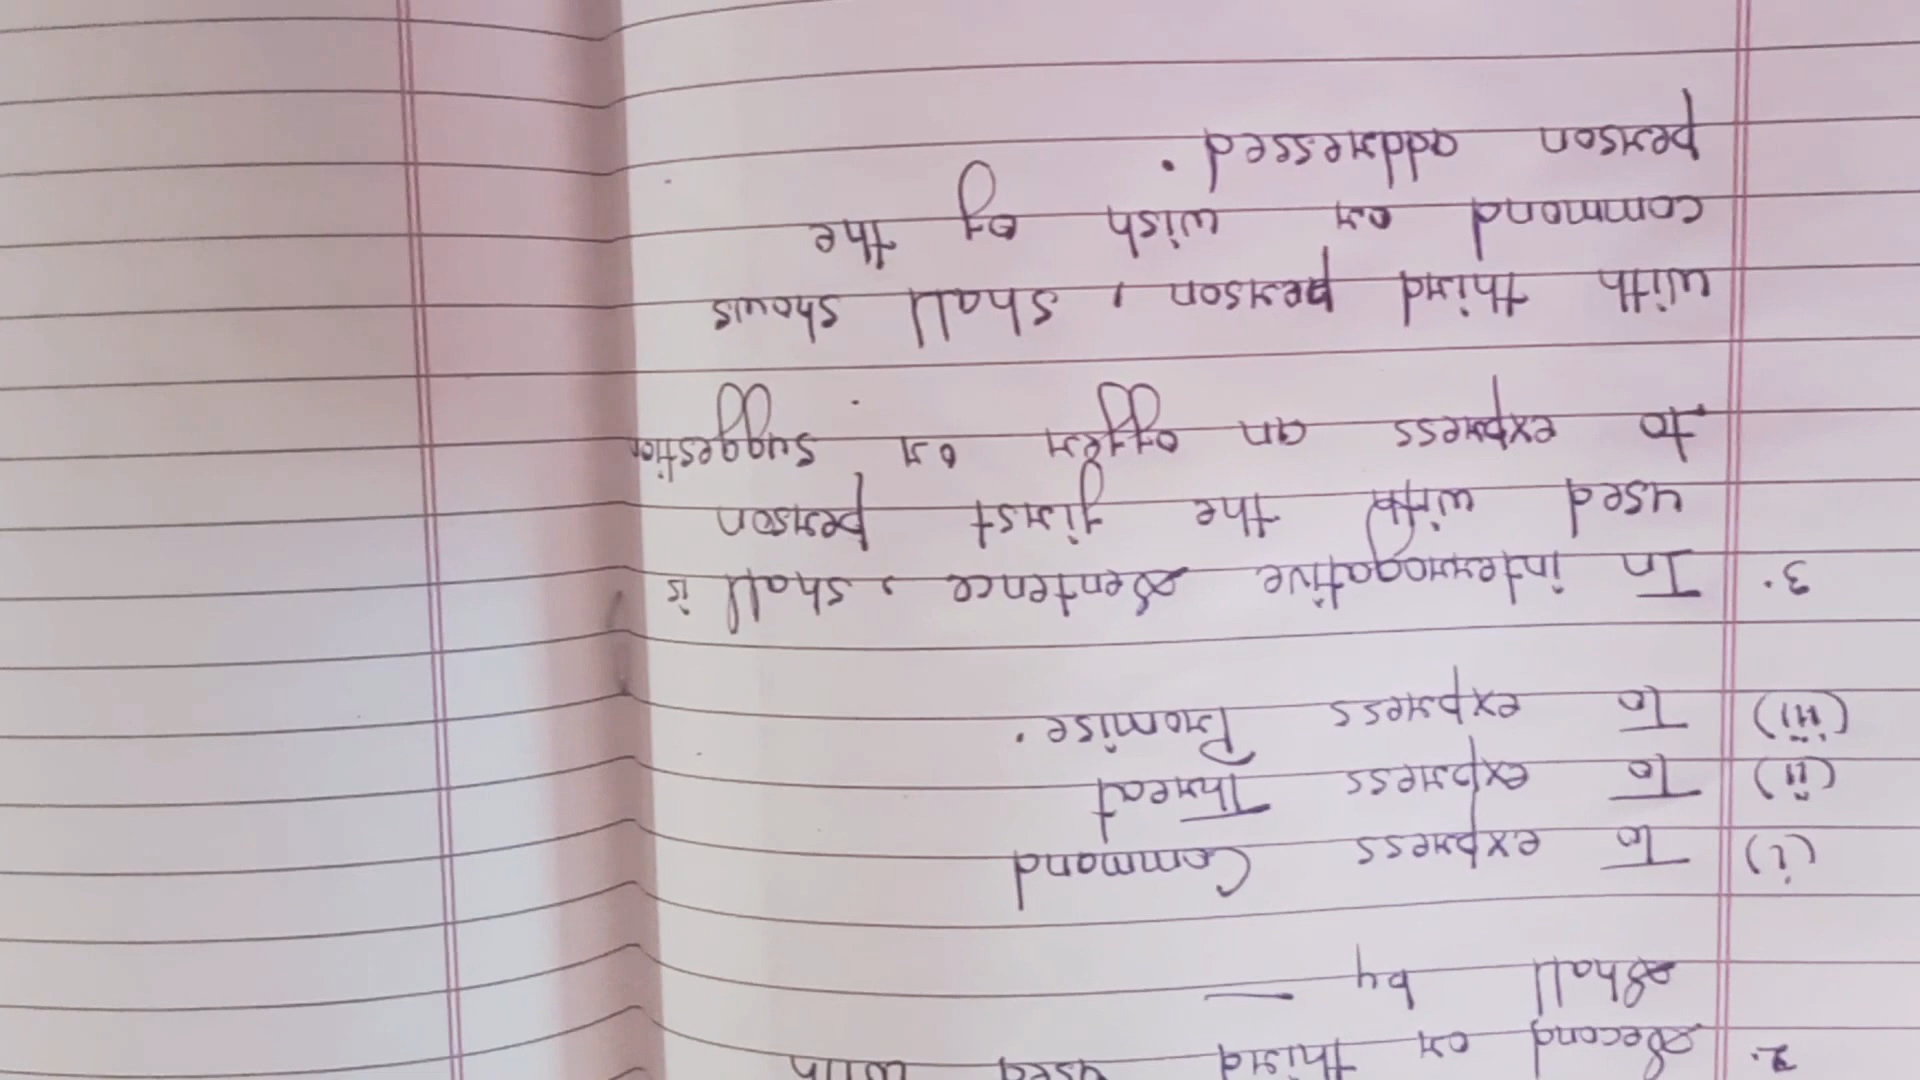 2. Second or third used with
shall by —
(i) To express Command
(ii) To express Threat
(iii) To express Promise.
3. In interrogative sentence, shall is
used with the first person
to express an offer or suggestion.
with third person, shall shows
commond or wish of the
person addressed.